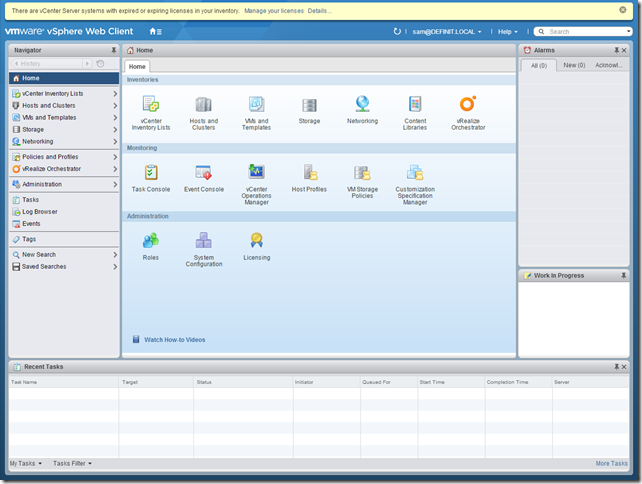 There are vCenter Server systems with expired or expiring licenses in your inventory. Manage your licenses Details...
vmware® vSphere Web Client
sam@DEFINIT.LOCAL
Help
Search
Navigator
History
Home
vCenter Inventory Lists
Hosts and Clusters
VMs and Templates
Storage
Networking
Policies and Profiles
vRealize Orchestrator
Administration
Tasks
Log Browser
Events
Tags
New Search
Saved Searches
Home
Home
Inventories
vCenter
Inventory Lists
Hosts and
Clusters
VMs and
Templates
Storage
Networking
Content
Libraries
vRealize
Orchestrator
Monitoring
Task Console
Event Console
vCenter
Operations
Manager
Host Profiles
VM Storage
Policies
Customization
Specification
Manager
Administration
Roles
System
Configuration
Licensing
Watch How-to Videos
Alarms
All (0)
New (0)
Acknowl...
Work In Progress
Recent Tasks
Task Name
Target
Status
Initiator
Queued For
Start Time
Completion Time
Server
My Tasks
Tasks Filter
More Tasks